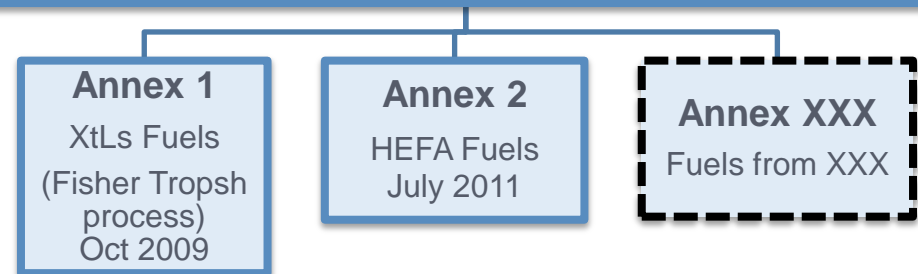 Annex 1
XtLs Fuels
(Fisher Tropsh
process)
Oct 2009
Annex 2
HEFA Fuels
July 2011
Annex XXX
Fuels from XXX